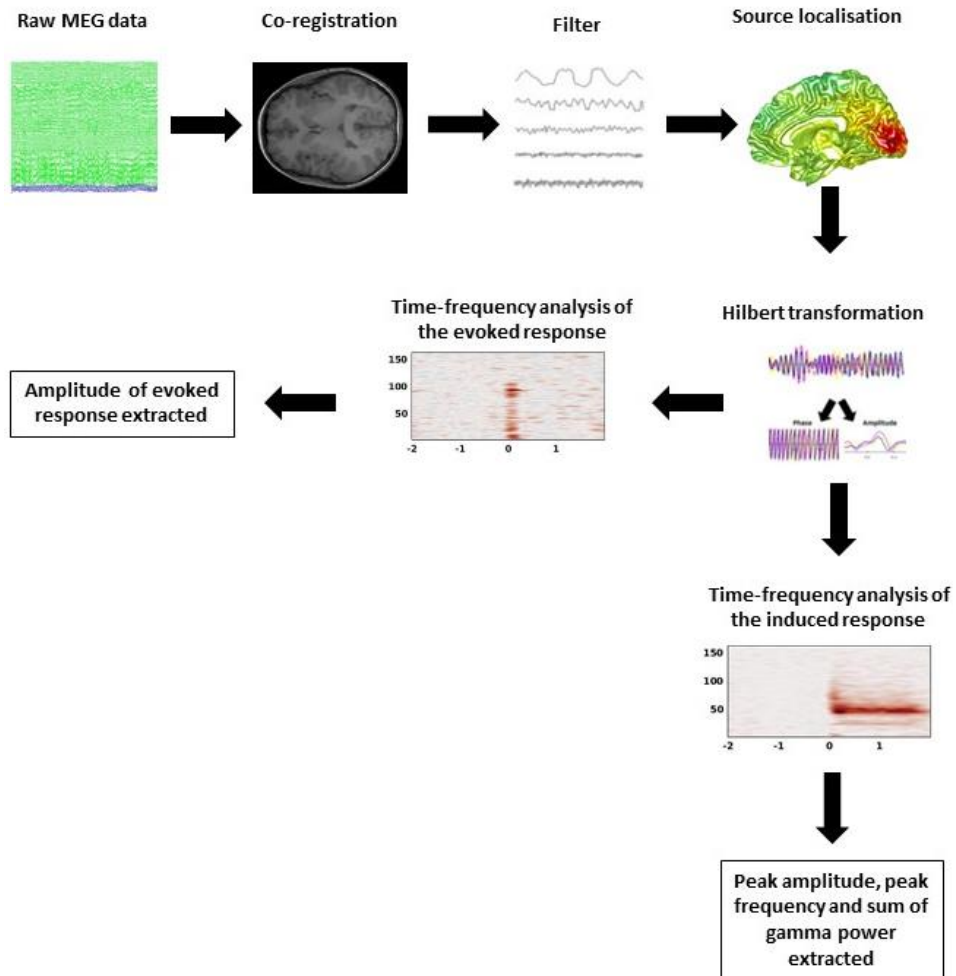 Raw MEG data
Co-registration
Filter
Source localisation
Time-frequency analysis of
the evoked response
Hilbert transformation
Amplitude of evoked
response extracted
150
100
50
-2
-1
0
1
Phase
Amplitude
Time-frequency analysis of
the induced response
150
100
50
-2
-1
0
1
Peak amplitude, peak
frequency and sum of
gamma power
extracted